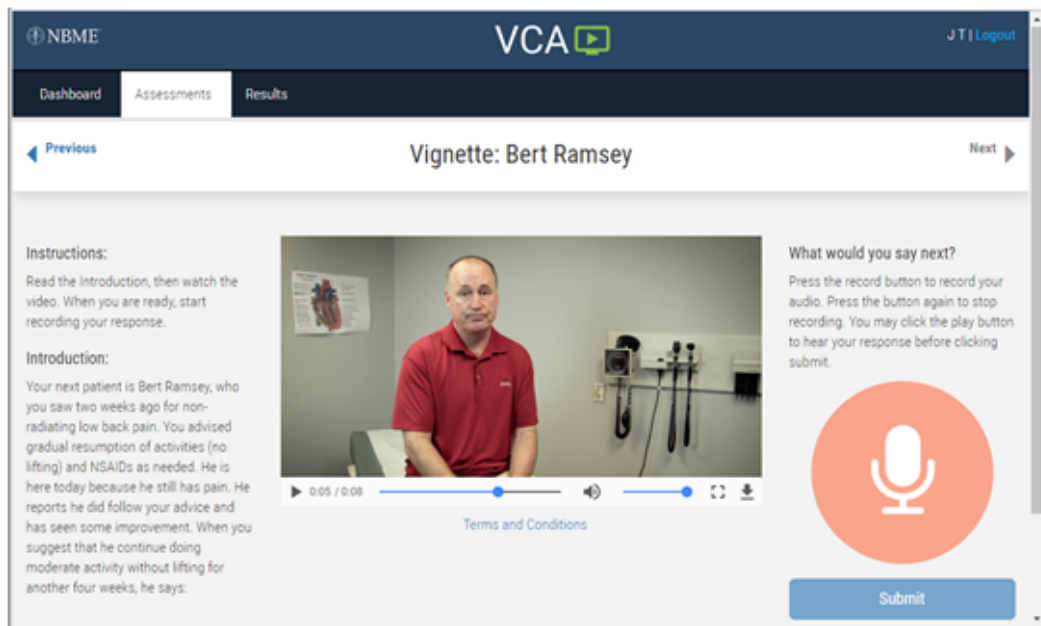 NBME
VCA
J T | Logout
Dashboard
Assessments
Results
Previous
Vignette: Bert Ramsey
Next
Instructions:
Read the Introduction, then watch the
video. When you are ready, start
recording your response.
Introduction:
Your next patient is Bert Ramsey, who
you saw two weeks ago for non-
radiating low back pain. You advised
gradual resumption of activities (no
lifting) and NSAIDs as needed. He is
here today because he still has pain. He
reports he did follow your advice and
has seen some improvement. When you
suggest that he continue doing
moderate activity without lifting for
another four weeks, he says:
0:05 / 0:08
Terms and Conditions
What would you say next?
Press the record button to record your
audio. Press the button again to stop
recording. You may click the play button
to hear your response before clicking
submit.
Submit